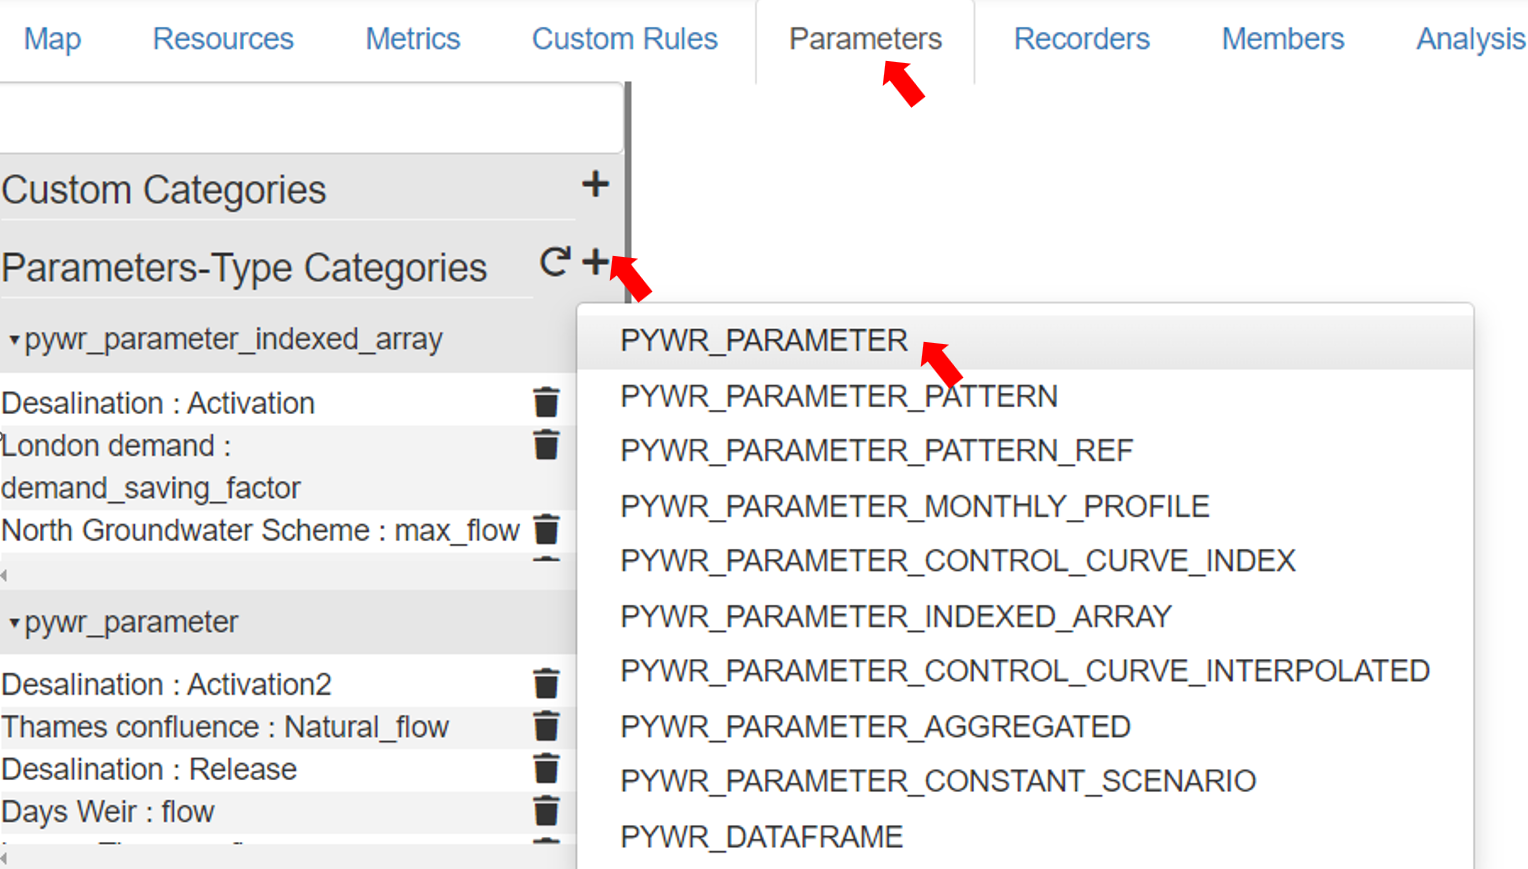 Map Resources Metrics Custom Rules Parameters Recorders Members Analysis
Custom Categories
Parameters-Type Categories
pywr_parameter_indexed_array
Desalination : Activation
London demand :
demand_saving_factor
North Groundwater Scheme : max_flow
pywr_parameter
Desalination : Activation2
Thames confluence : Natural_flow
Desalination : Release
Days Weir : flow
PYWR_PARAMETER
PYWR_PARAMETER_PATTERN
PYWR_PARAMETER_PATTERN_REF
PYWR_PARAMETER_MONTHLY_PROFILE
PYWR_PARAMETER_CONTROL_CURVE_INDEX
PYWR_PARAMETER_INDEXED_ARRAY
PYWR_PARAMETER_CONTROL_CURVE_INTERPOLATED
PYWR_PARAMETER_AGGREGATED
PYWR_PARAMETER_CONSTANT_SCENARIO
PYWR_DATAFRAME